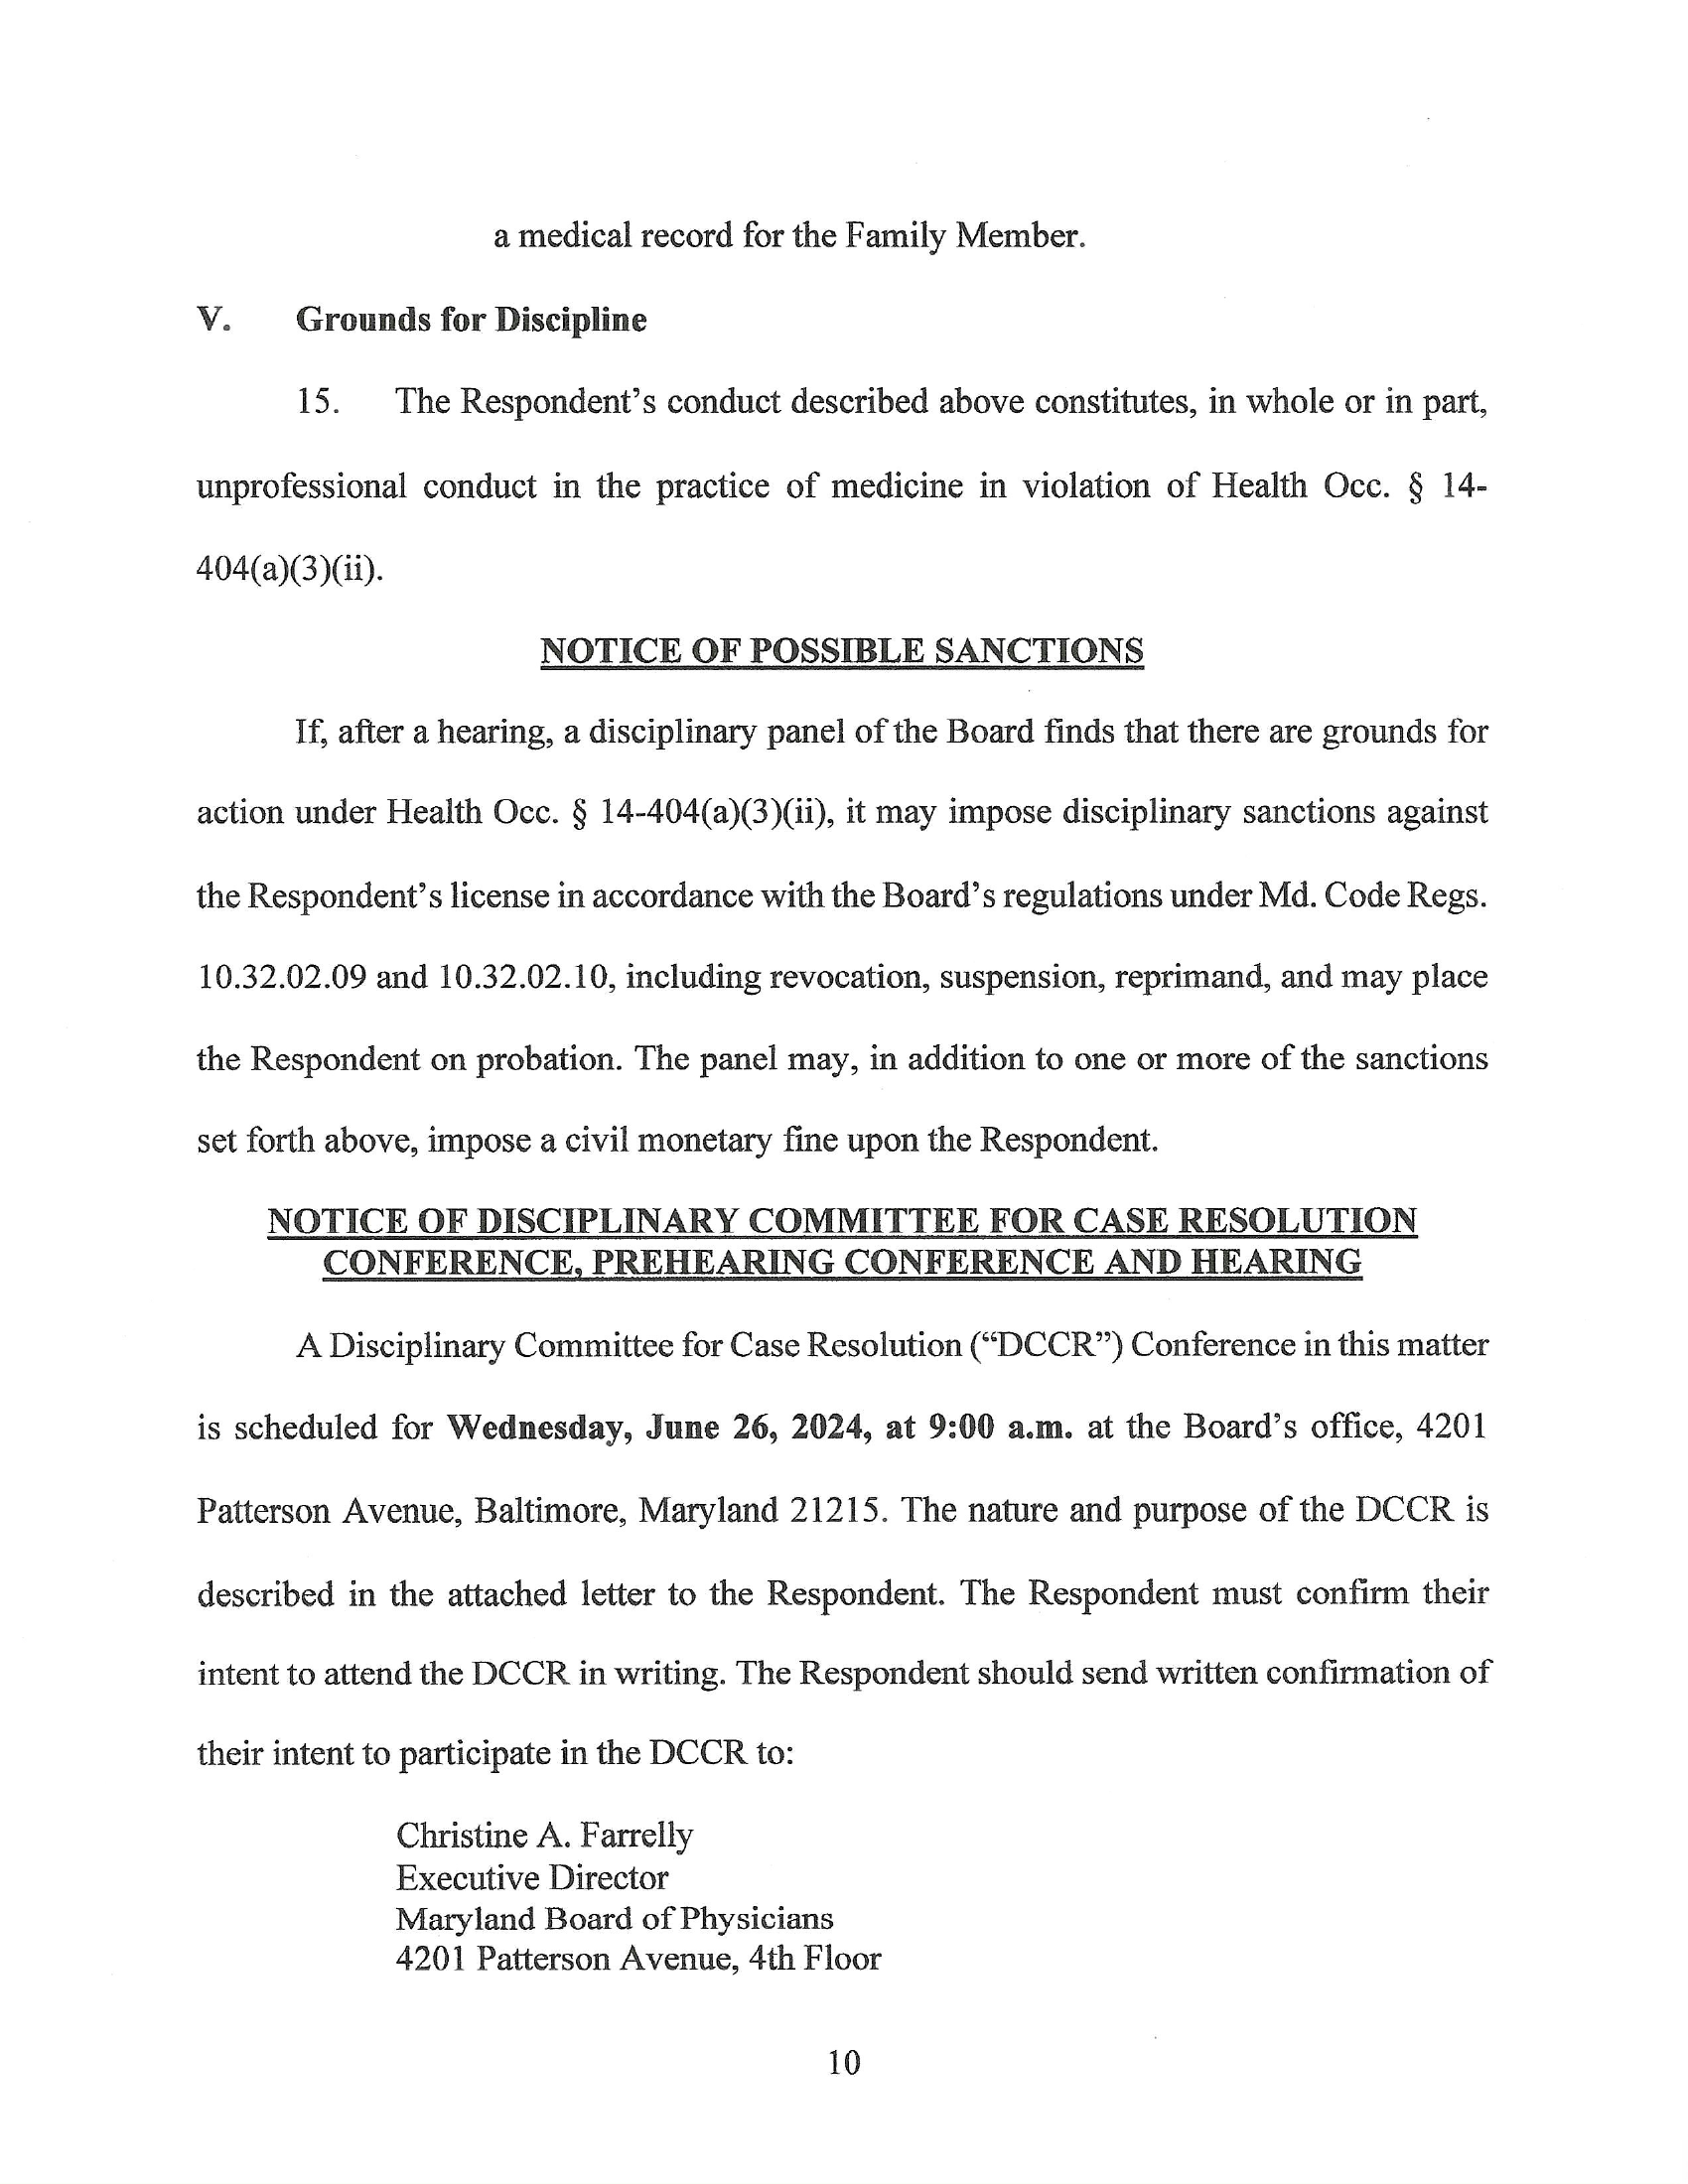 a medical record for the Family Member.
V. Grounds for Discipline
15. The Respondent’s conduct described above constitutes, in whole or in part,
unprofessional conduct in the practice of medicine in violation of Health Occ. § 14-
404(a)(3)(ii).
NOTICE OF POSSIBLE SANCTIONS
If, after a hearing, a disciplinary panel of the Board finds that there are grounds for
action under Health Occ. § 14-404(a)(3)(ii), it may impose disciplinary sanctions against
the Respondent’s license in accordance with the Board’s regulations under Md. Code Regs.
10.32.02.09 and 10.32.02.10, including revocation, suspension, reprimand, and may place
the Respondent on probation. The panel may, in addition to one or more of the sanctions
set forth above, impose a civil monetary fine upon the Respondent.
NOTICE OF DISCIPLINARY COMMITTEE FOR CASE RESOLUTION
CONFERENCE, PREHEARING CONFERENCE AND HEARING
A Disciplinary Committee for Case Resolution (“DCCR”) Conference in this matter
is scheduled for Wednesday, June 26, 2024, at 9:00 a.m. at the Board’s office, 4201
Patterson Avenue, Baltimore, Maryland 21215. The nature and purpose of the DCCR is
described in the attached letter to the Respondent. The Respondent must confirm their
intent to attend the DCCR in writing. The Respondent should send written confirmation of
their intent to participate in the DCCR to:
Christine A. Farrelly
Executive Director
Maryland Board of Physicians
4201 Patterson Avenue, 4th Floor
10